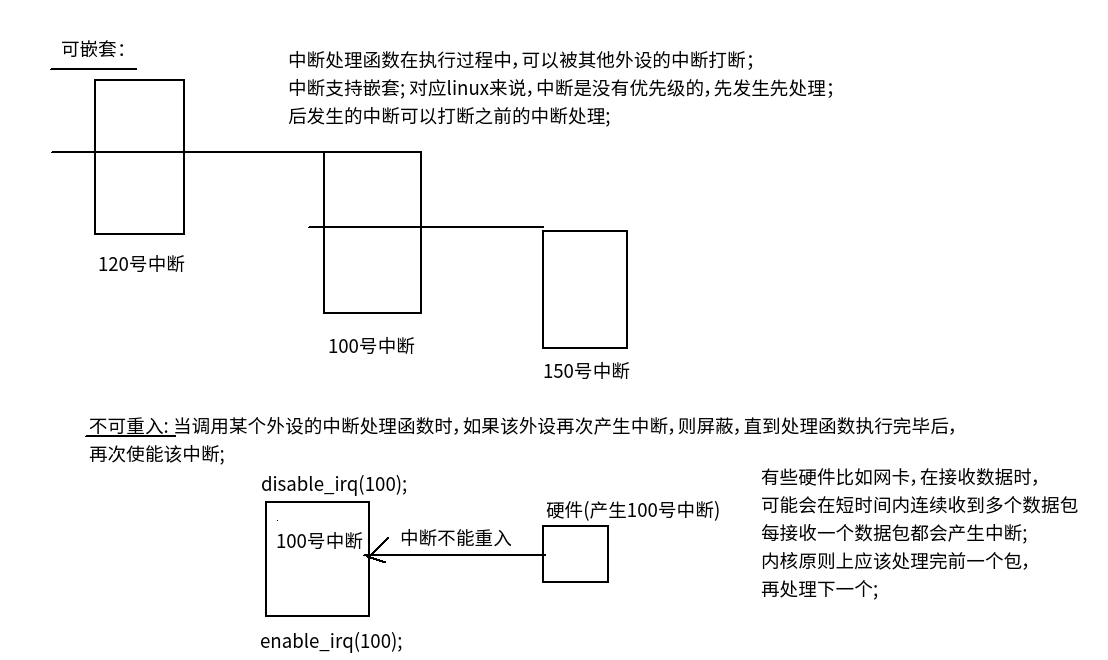 可嵌套:
中断处理函数在执行过程中,可以被其他外设的中断打断;
中断支持嵌套; 对应linux来说,中断是没有优先级的,先发生先处理;
后发生的中断可以打断之前的中断处理;
120号中断
100号中断
150号中断
不可重入: 当调用某个外设的中断处理函数时,如果该外设再次产生中断,则屏蔽,直到处理函数执行完毕后,
再次使能该中断;
disable_irq(100);
100号中断
中断不能重入
硬件(产生100号中断)
enable_irq(100);
有些硬件比如网卡,在接收数据时,
可能会在短时间内连续收到多个数据包
每接收一个数据包都会产生中断;
内核原则上应该处理完前一个包,
再处理下一个;